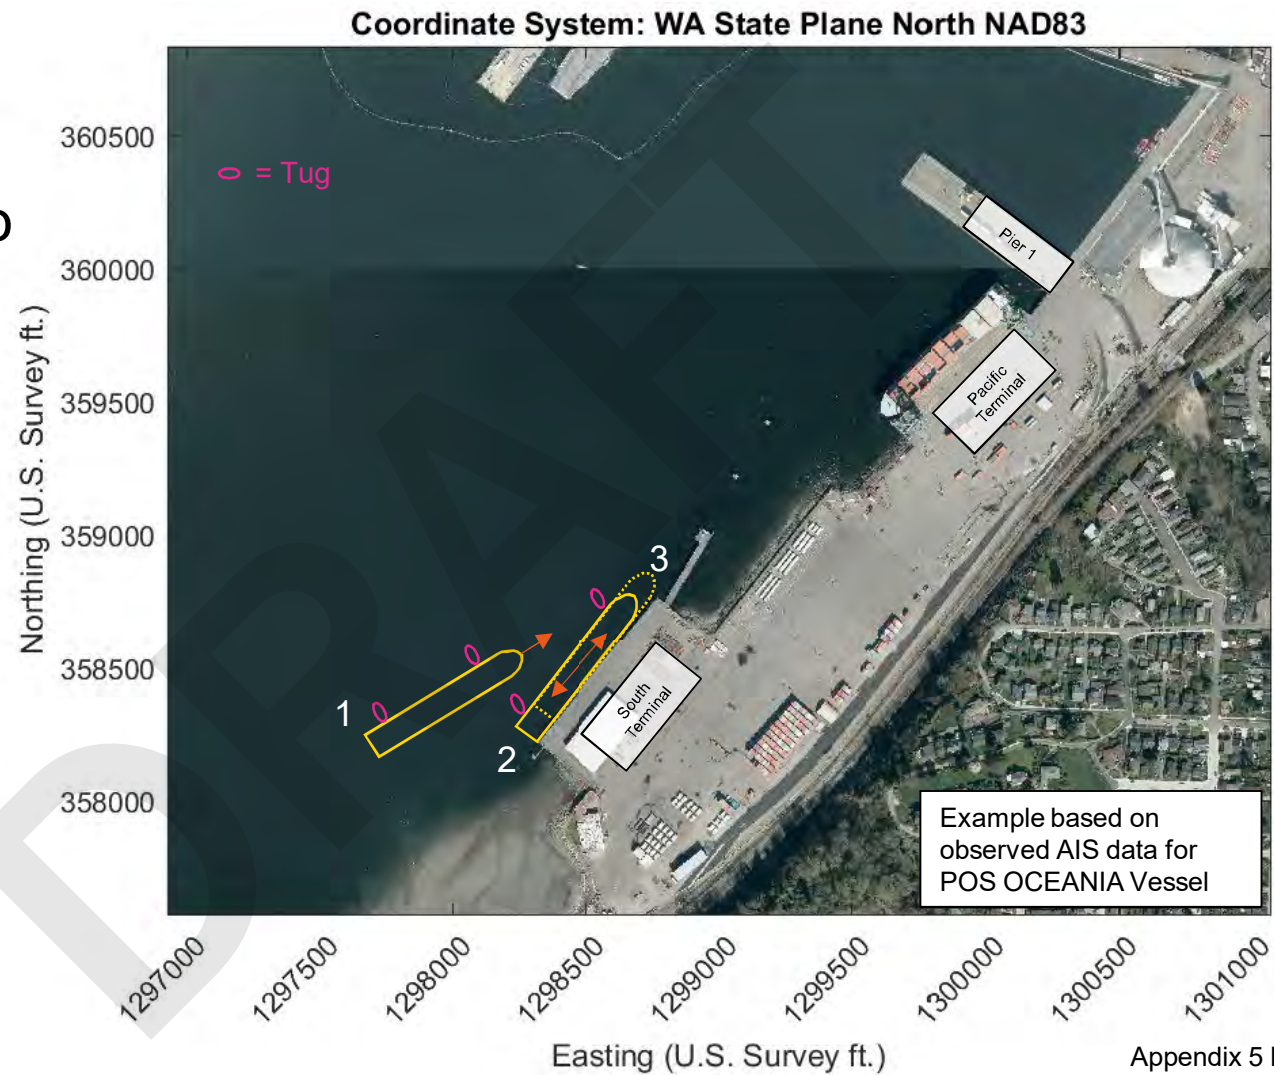 Coordinate System: WA State Plane North NAD83
360500
360000
359500
359000
358500
358000
Northing (U.S. Survey ft.)
= Tug
Pier 1
Pacific
Terminal
3
1
South
Terminal
2
Example based on
observed AIS data for
POS OCEANIA Vessel
DRAFT
1297000
1297500
1298000
1298500
1299000
1299500
1300000
1300500
1301000
Easting (U.S. Survey ft.)
Appendix 5